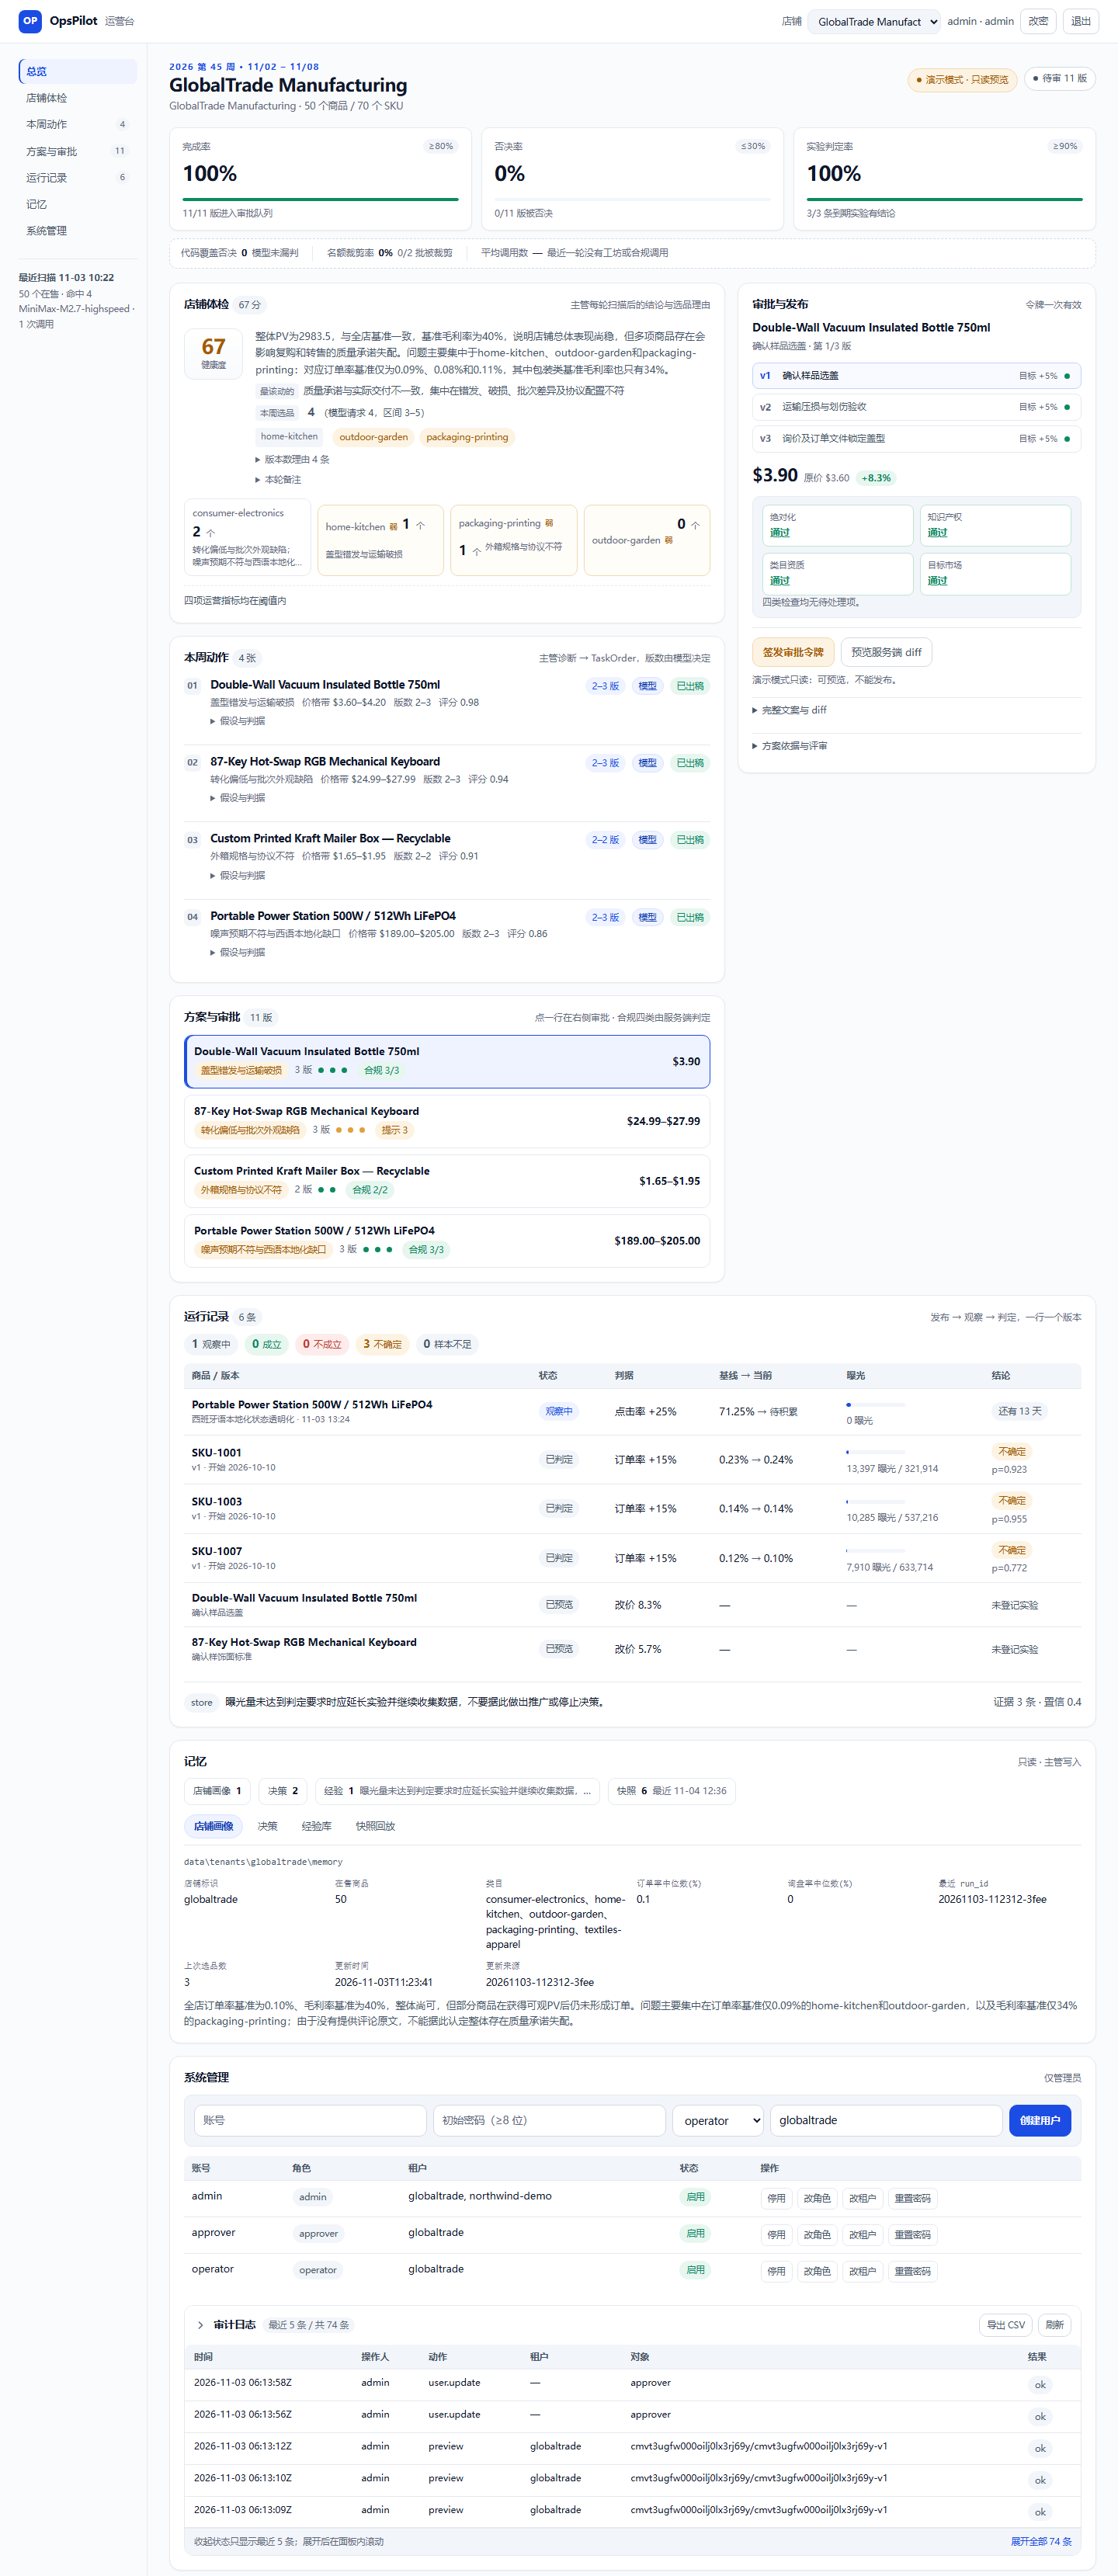 OP OpsPilot 运营台
店铺 GlobalTrade Manufact admin · admin 改密 退出
总览
店铺体检
本周动作 4
方案与审批 11
运行记录 6
记忆
系统管理
最近扫描 11-03 10:22
50 个在售 · 命中 4
MiniMax-M2.7-highspeed ·
1 次调用
2026 第 45 周 • 11/02 – 11/08
GlobalTrade Manufacturing
GlobalTrade Manufacturing · 50 个商品 / 70 个 SKU
演示模式 · 只读预览
待审 11 版
完成率 ≥80%
100%
11/11 版进入审批队列
否决率 ≤30%
0%
0/11 版被否决
实验判定率 ≥90%
100%
3/3 条到期实验有结论
代码覆盖否决 0 模型未漏判
名额裁剪率 0% 0/2 批被裁剪
平均调用数 — 最近一轮没有工坊或合规调用
店铺体检 67 分 主管每轮扫描后的结论与选品理由
67
健康度
整体PV为2983.5，与全店基准一致，基准毛利率为40%，说明店铺总体表现尚稳，但多项商品存在会
影响复购和转售的质量承诺失配。问题主要集中于home-kitchen、outdoor-garden和packaging-
printing：对应订单率基准仅为0.09%、0.08%和0.11%，其中包装类基准毛利率也只有34%。
最该动的 质量承诺与实际交付不一致，集中在错发、破损、批次差异及协议配置不符
本周选品 4 （模型请求 4，区间 3–5）
home-kitchen outdoor-garden packaging-printing
▶ 版本数理由 4 条
▶ 本轮备注
consumer-electronics
2 个
转化偏低与批次外观缺陷；
噪声预期不符与西语本地化...
home-kitchen 弱 1 个
盖型错发与运输破损
packaging-printing 弱
1 个 外箱规格与协议不符
0 个
outdoor-garden 弱
四项运营指标均在阈值内
本周动作 4 张 主管诊断 → TaskOrder，版数由模型决定
01 Double-Wall Vacuum Insulated Bottle 750ml 2–3 版 模型 已出稿
盖型错发与运输破损 价格带 $3.60–$4.20 版数 2–3 评分 0.98
▶ 假设与判据
02 87-Key Hot-Swap RGB Mechanical Keyboard 2–3 版 模型 已出稿
转化偏低与批次外观缺陷 价格带 $24.99–$27.99 版数 2–3 评分 0.94
▶ 假设与判据
03 Custom Printed Kraft Mailer Box — Recyclable 2–2 版 模型 已出稿
外箱规格与协议不符 价格带 $1.65–$1.95 版数 2–2 评分 0.91
▶ 假设与判据
04 Portable Power Station 500W / 512Wh LiFePO4 2–3 版 模型 已出稿
噪声预期不符与西语本地化缺口 价格带 $189.00–$205.00 版数 2–3 评分 0.86
▶ 假设与判据
方案与审批 11 版 点一行在右侧审批 · 合规四类由服务端判定
Double-Wall Vacuum Insulated Bottle 750ml $3.90
盖型错发与运输破损 3 版 合规 3/3
87-Key Hot-Swap RGB Mechanical Keyboard $24.99–$27.99
转化偏低与批次外观缺陷 3 版 提示 3
Custom Printed Kraft Mailer Box — Recyclable $1.65–$1.95
外箱规格与协议不符 2 版 合规 2/2
Portable Power Station 500W / 512Wh LiFePO4 $189.00–$205.00
噪声预期不符与西语本地化缺口 3 版 合规 3/3
审批与发布 令牌一次有效
Double-Wall Vacuum Insulated Bottle 750ml
确认样品选盖 · 第 1/3 版
v1 确认样品选盖 目标 +5%
v2 运输压损与划伤验收 目标 +5%
v3 询价及订单文件锁定盖型 目标 +5%
$3.90 原价 $3.60 +8.3%
绝对化
通过
知识产权
通过
类目资质
通过
目标市场
通过
四类检查均无待处理项。
签发审批令牌 预览服务端 diff
演示模式只读：可预览，不能发布。
▶ 完整文案与 diff
▶ 方案依据与评审
运行记录 6 条 发布 → 观察 → 判定，一行一个版本
1 观察中 0 成立 0 不成立 3 不确定 0 样本不足
商品 / 版本 状态 判据 基线 → 当前 曝光 结论
Portable Power Station 500W / 512Wh LiFePO4
西班牙语本地化状态透明化 · 11-03 13:24
观察中 点击率 +25% 71.25% → 待积累 0 曝光 还有 13 天
SKU-1001
v1 · 开始 2026-10-10
已判定 订单率 +15% 0.23% → 0.24% 13,397 曝光 / 321,914 不确定 p=0.923
SKU-1003
v1 · 开始 2026-10-10
已判定 订单率 +15% 0.14% → 0.14% 10,285 曝光 / 537,216 不确定 p=0.955
SKU-1007
v1 · 开始 2026-10-10
已判定 订单率 +15% 0.12% → 0.10% 7,910 曝光 / 633,714 不确定 p=0.772
Double-Wall Vacuum Insulated Bottle 750ml
确认样品选盖
已预览 改价 8.3% — — 未登记实验
87-Key Hot-Swap RGB Mechanical Keyboard
确认样饰面标准
已预览 改价 5.7% — — 未登记实验
store 曝光量未达到判定要求时应延长实验并继续收集数据，不要据此做出推广或停止决策。 证据 3 条 · 置信 0.4
记忆 只读 · 主管写入
店铺画像 1 决策 2 经验 1 曝光量未达到判定要求时应延长实验并继续收集数据，... 快照 6 最近 11-04 12:36
店铺画像 决策 经验库 快照回放
data\tenants\globaltrade\memory
店铺标识 在售商品 类目 订单率中位数(%) 询盘率中位数(%) 最近 run_id
globaltrade 50 consumer-electronics、home- 0.1 0 20261103-112312-3fee
kitchen、outdoor-garden、
packaging-printing、textiles-
apparel
上次选品数 更新时间 更新来源
3 2026-11-03T11:23:41 20261103-112312-3fee
全店订单率基准为0.10%、毛利率基准为40%，整体尚可，但部分商品在获得可观PV后仍未形成订单。问题主要集中在订单率基准仅0.09%的home-kitchen和outdoor-garden，以及毛利率基准仅34%
的packaging-printing；由于没有提供评论原文，不能据此认定整体存在质量承诺失配。
系统管理 仅管理员
账号 初始密码（≥8 位） operator globaltrade 创建用户
账号 角色 租户 状态 操作
admin admin globaltrade, northwind-demo 启用 停用 改角色 改租户 重置密码
approver approver globaltrade 启用 停用 改角色 改租户 重置密码
operator operator globaltrade 启用 停用 改角色 改租户 重置密码
审计日志 最近 5 条 / 共 74 条 导出 CSV 刷新
时间 操作人 动作 租户 对象 结果
2026-11-03 06:13:58Z admin user.update — approver ok
2026-11-03 06:13:56Z admin user.update — approver ok
2026-11-03 06:13:12Z admin preview globaltrade cmvt3ugfw000oilj0lx3rj69y/cmvt3ugfw000oilj0lx3rj69y-v1 ok
2026-11-03 06:13:10Z admin preview globaltrade cmvt3ugfw000oilj0lx3rj69y/cmvt3ugfw000oilj0lx3rj69y-v1 ok
2026-11-03 06:13:09Z admin preview globaltrade cmvt3ugfw000oilj0lx3rj69y/cmvt3ugfw000oilj0lx3rj69y-v1 ok
收起状态只显示最近 5 条；展开后在面板内滚动 展开全部 74 条